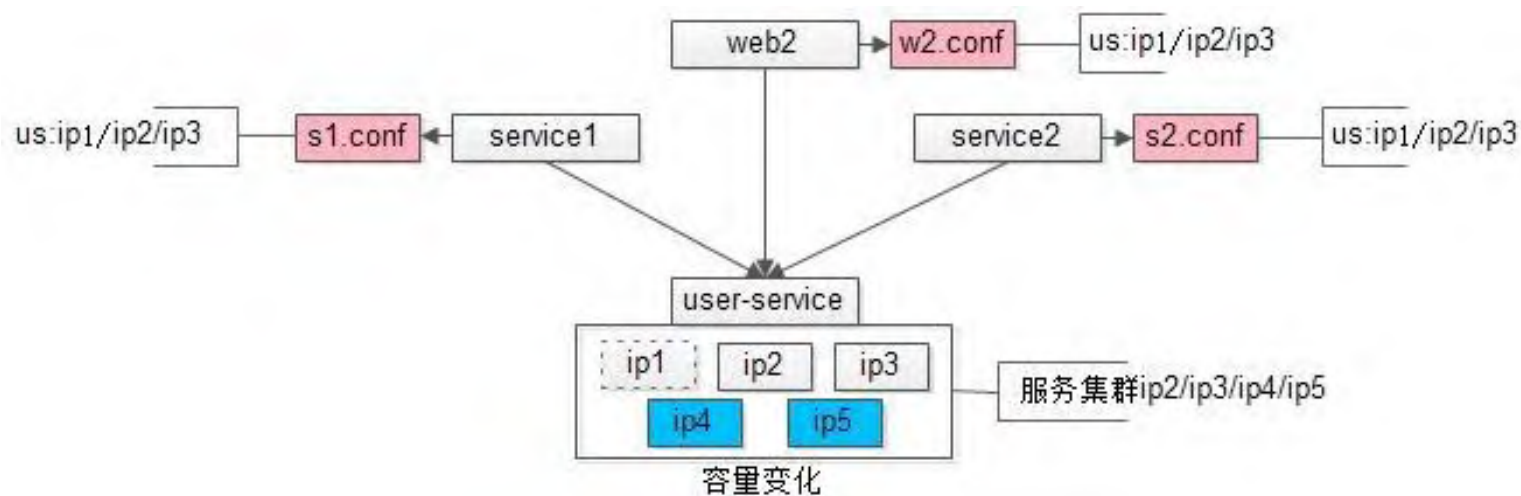 web2
w2.conf
us:ip1/ip2/ip3
us:ip1/ip2/ip3
s1.conf
service1
service2
s2.conf
us:ip1/ip2/ip3
user-service
ip1
ip2
ip3
服务集群ip2/ip3/ip4/ip5
ip4
ip5
容量变化